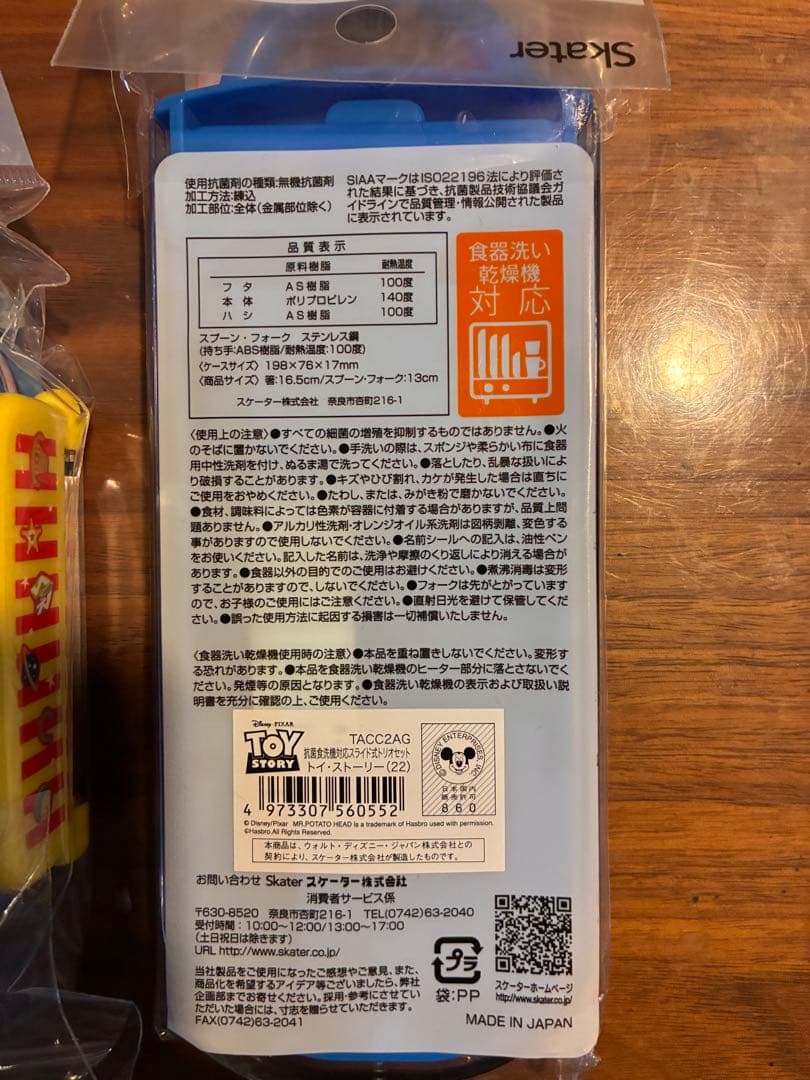 Skater
使用抗菌剤の種類:無機抗菌剤
加工方法:練込
加工部位:全体(金属部位除く)
SIAAマークはISO22196法により評価され
た結果に基づき、抗菌製品技術協議会ガ
イドラインで品質管理・情報公開された製品
に表示されています。
品質表示
原料樹脂 耐熱温度
フタ AS樹脂 100度
本体 ポリプロピレン 140度
ハシ AS樹脂 100度
スプーン・フォーク ステンレス鋼
(持ち手:ABS樹脂/耐熱温度:100度)
〈ケースサイズ〉198×76×17mm
〈商品サイズ〉箸:16.5cm/スプーン・フォーク:13cm
スケーター株式会社 奈良市杏町216-1
食器洗い
乾燥機
対応
〈使用上の注意〉●すべての細菌の増殖を抑制するものではありません。●火
のそばに置かないでください。●手洗いの際は、スポンジや柔らかい布に食器
用中性洗剤を付け、ぬるま湯で洗ってください。●落としたり、乱暴な扱いによ
り破損することがあります。●キズやひび割れ、カケが発生した場合は直ちに
ご使用をおやめください。●たわし、または、みがき粉で磨かないでください。
●食材、調味料によっては色素が容器に付着する場合がありますが、品質上問
題ありません。●アルカリ性洗剤・オレンジオイル系洗剤は図柄剥離、変色する
事がありますので使用しないでください。●名前シールへの記入は、油性ペン
をお使いください。記入した名前は、洗浄や摩擦のくり返しにより消える場合が
あります。●食器以外の目的でのご使用はお避けください。●煮沸消毒は変形
することがありますので、しないでください。●フォークは先がとがっています
ので、お子様のご使用にはご注意ください。●直射日光を避けて保管してくだ
さい。●誤った使用方法に起因する損害は一切補償いたしません。
〈食器洗い乾燥機使用時の注意〉●本品を重ね置きしないでください。変形す
る恐れがあります。●本品を食器洗い乾燥機のヒーター部分に落とさないでく
ださい。発煙等の原因となります。●食器洗い乾燥機の表示および取扱い説
明書を充分に確認の上、ご使用ください。
Disney・PIXAR
TOY
STORY
TACC2AG
抗菌食洗機対応スライド式トリオセット
トイ・ストーリー(22)
4 973307 560552
©DISNEY ENTERPRISES, INC.
日本国内
販売許可
860
© Disney/Pixar MR.POTATO HEAD is a trademark of Hasbro used with permission.
©Hasbro.All Rights Reserved.
本商品は、ウォルト・ディズニー・ジャパン株式会社との
契約により、スケーター株式会社が製造したものです。
お問い合わせ Skater スケーター株式会社
消費者サービス係
〒630-8520 奈良市杏町216-1 TEL(0742)63-2040
受付時間:10:00〜12:00/13:00〜17:00
(土日祝日は除きます)
URL http://www.skater.co.jp/
当社製品をご使用になったご感想やご意見、また、
商品化を希望するアイデア等ございましたら、弊社
企画部までお寄せください。採用・参考にさせてい
ただいた場合には、寸志を贈らせていただきます。
FAX(0742)63-2041
プラ
袋:PP
スケーターホームページ
http://www.skater.co.jp/
MADE IN JAPAN